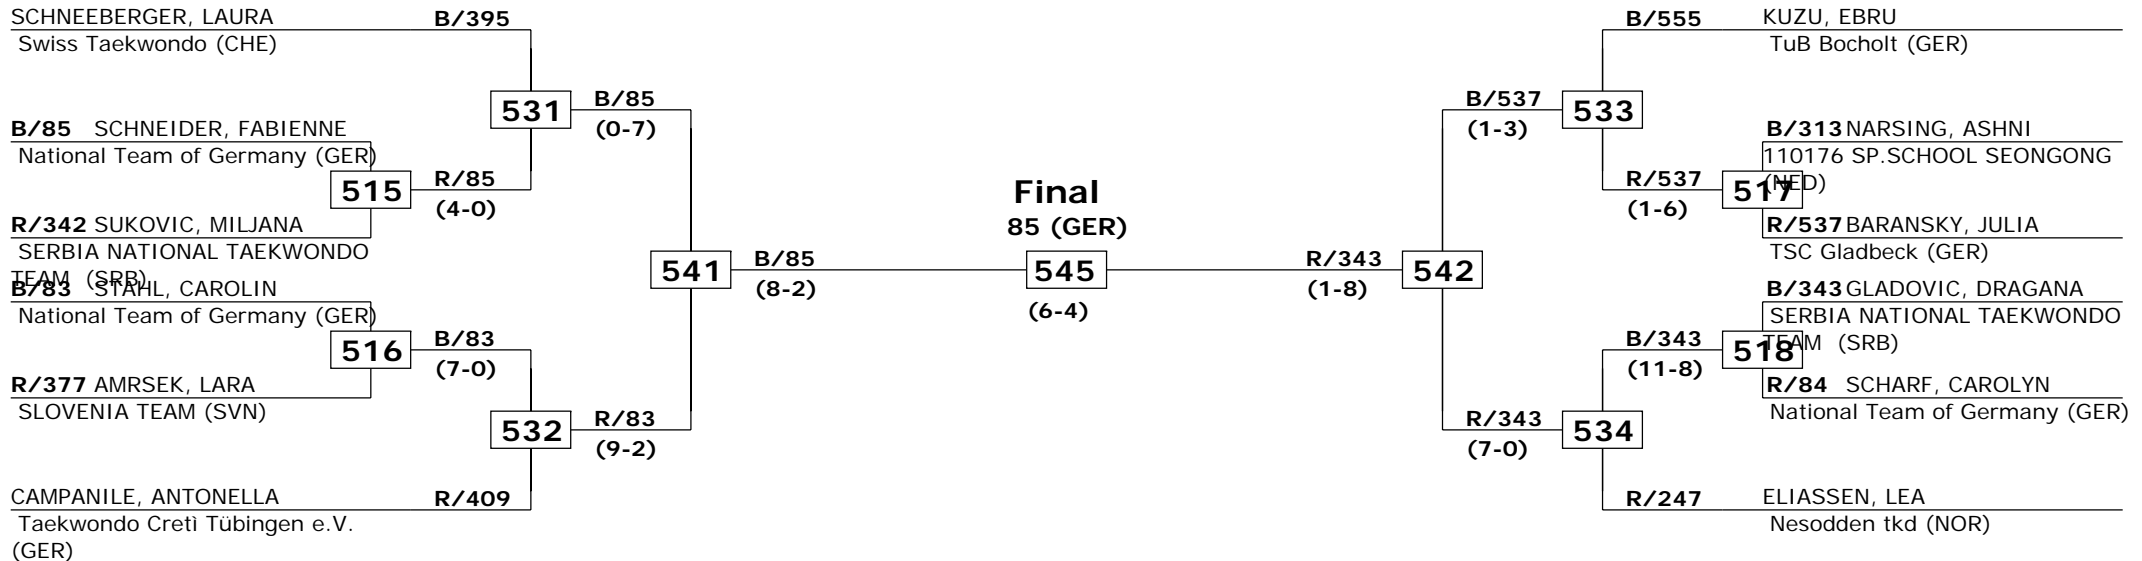 SCHNEEBERGER, LAURA
B/395
Swiss Taekwondo (CHE)
531
B/85
(0-7)
B/85 SCHNEIDER, FABIENNE
National Team of Germany (GER)
515
R/85
(4-0)
R/342 SUKOVIC, MILJANA
SERBIA NATIONAL TAEKWONDO
TEAM (SRB)
B/83 STAHL, CAROLIN
National Team of Germany (GER)
516
B/83
(7-0)
R/377 AMRSEK, LARA
SLOVENIA TEAM (SVN)
532
R/83
(9-2)
CAMPANILE, ANTONELLA
R/409
Taekwondo Cretì Tübingen e.V.
(GER)
541
B/85
(8-2)
Final
85 (GER)
545
(6-4)
R/343
(1-8)
542
B/555
KUZU, EBRU
TuB Bocholt (GER)
B/537
(1-3)
533
B/313 NARSING, ASHNI
110176 SP.SCHOOL SEONGONG
(NED)
R/537
(1-6)
517
R/537 BARANSKY, JULIA
TSC Gladbeck (GER)
B/343 GLADOVIC, DRAGANA
SERBIA NATIONAL TAEKWONDO
TEAM (SRB)
B/343
(11-8)
518
R/84 SCHARF, CAROLYN
National Team of Germany (GER)
R/343
(7-0)
534
R/247
ELIASSEN, LEA
Nesodden tkd (NOR)